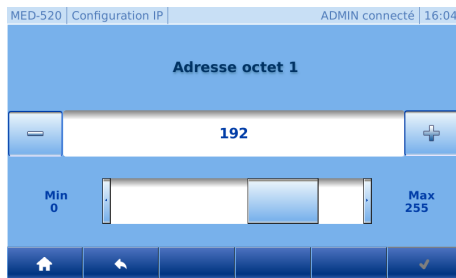 MED-520 Configuration IP ADMIN connecté 16:04
Adresse octet 1
192
Min
0
Max
255